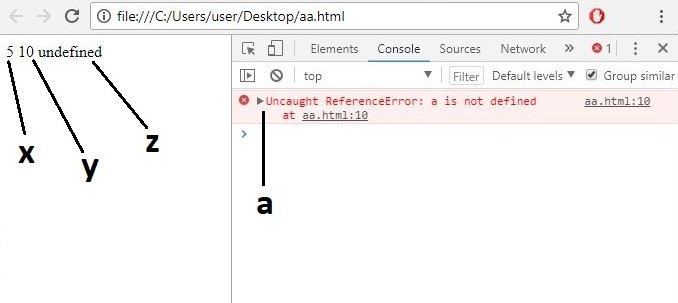 file:///C:/Users/user/Desktop/aa.html
Elements Console Sources Network » 1
top Filter Default levels Group similar
5 10 undefined
Uncaught ReferenceError: a is not defined aa.html:10
at aa.html:10
x
y
z
a